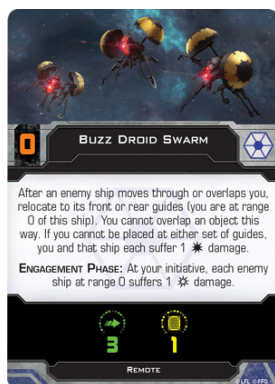 0
BUZZ DROID SWARM
After an enemy ship moves through or overlaps you,
relocate to its front or rear guides (you are at range
0 of this ship). You cannot overlap an object this
way. If you cannot be placed at either set of guides,
you and that ship each suffer 1 damage.
ENGAGEMENT PHASE: At your initiative, each enemy
ship at range 0 suffers 1 damage.
3 1
REMOTE
LFL © FFG